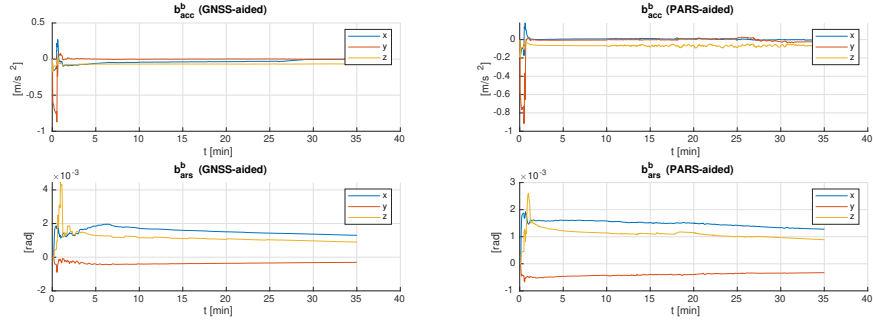 b^b_acc (GNSS-aided)
0.5
0
-0.5
-1
[m/s^2]
x
y
z
0 5 10 15 20 25 30 35 40
t [min]
b^b_acc (PARS-aided)
0
-0.2
-0.4
-0.6
-0.8
-1
[m/s^2]
x
y
z
0 5 10 15 20 25 30 35 40
t [min]
b^b_ars (GNSS-aided)
×10^-3
4
2
0
-2
[rad]
x
y
z
0 5 10 15 20 25 30 35 40
t [min]
b^b_ars (PARS-aided)
×10^-3
3
2
1
0
-1
[rad]
x
y
z
0 5 10 15 20 25 30 35 40
t [min]